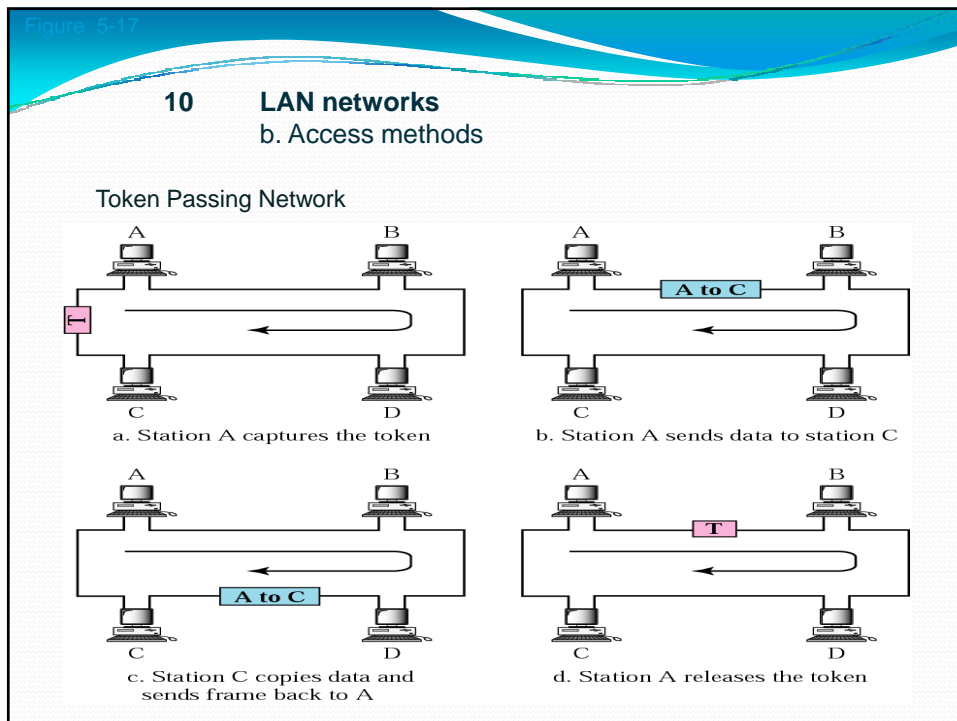 Figure 5-17
10 LAN networks
b. Access methods
Token Passing Network
A B
T
C D
a. Station A captures the token
A B
A to C
C D
b. Station A sends data to station C
A B
A to C
C D
c. Station C copies data and
sends frame back to A
A B
T
C D
d. Station A releases the token